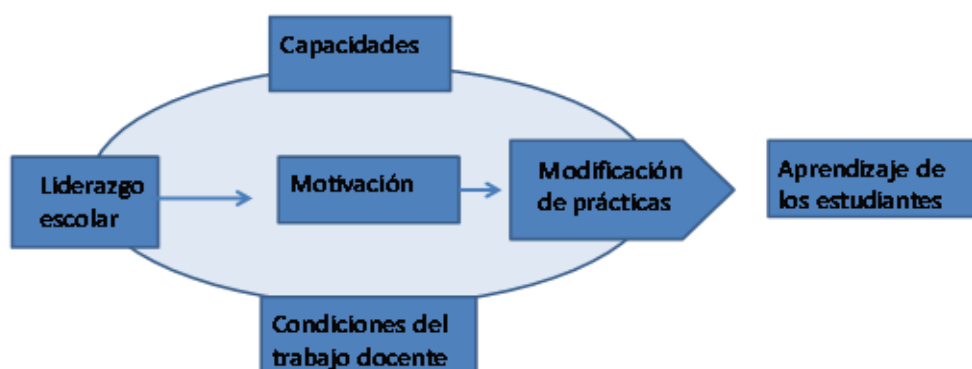 Capacidades
Liderazgo
escolar
Motivación
Modificación
de prácticas
Aprendizaje de
los estudiantes
Condiciones del
trabajo docente